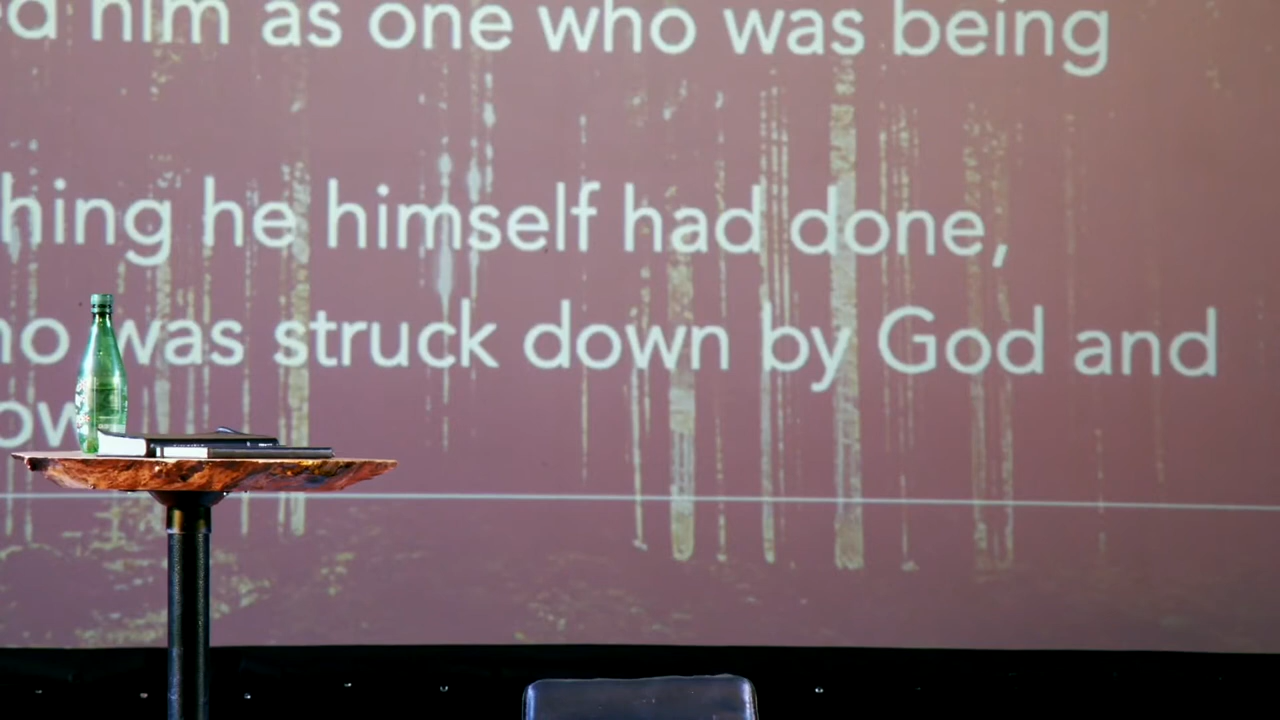 ed him as one who was being
hing he himself had done,
ho was struck down by God and
ow